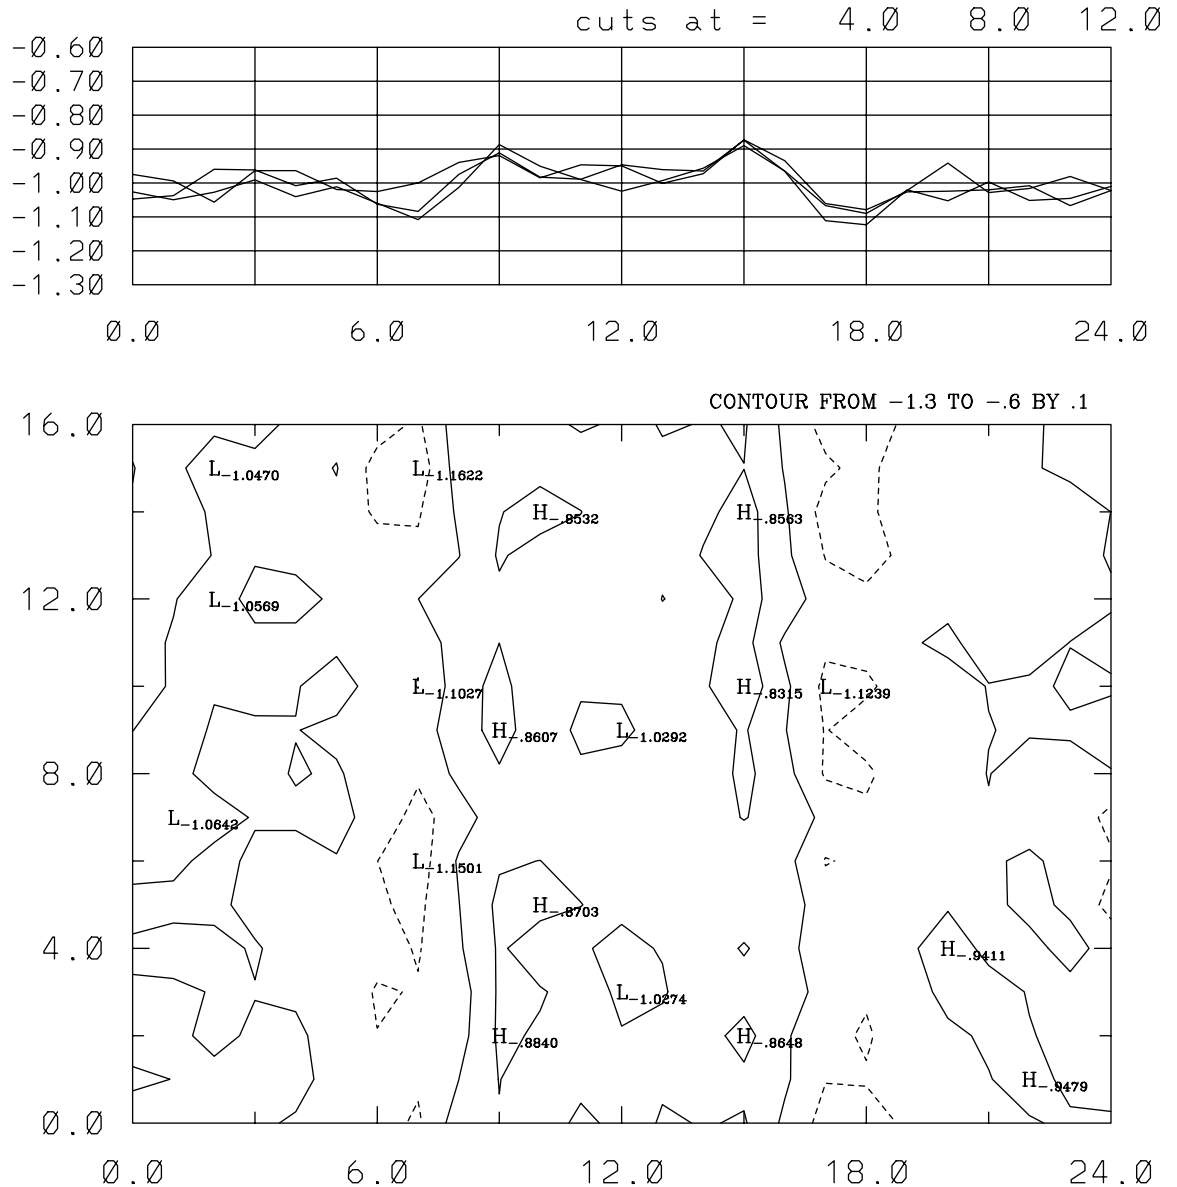 cuts at = 4.0 8.0 12.0
-0.60
-0.70
-0.80
-0.90
-1.00
-1.10
-1.20
-1.30
0.0 6.0 12.0 18.0 24.0
CONTOUR FROM -1.3 TO -.6 BY .1
16.0
L-1.0470 L-1.1622
H-.8532 H-.8563
12.0 L-1.0569
L-1.1027 H-.8315 L-1.1239
H-.8607 L-1.0292
8.0
L-1.0642
L-1.1501
H-.8703
4.0 H-.9411
L-1.0274
H-.8840 H-.8648
H-.9479
0.0
0.0 6.0 12.0 18.0 24.0